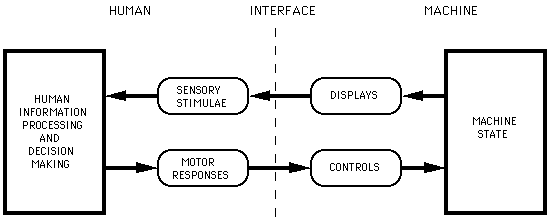 HUMAN
INTERFACE
MACHINE
HUMAN
INFORMATION
PROCESSING
AND
DECISION
MAKING
SENSORY
STIMULAE
DISPLAYS
MACHINE
STATE
MOTOR
RESPONSES
CONTROLS